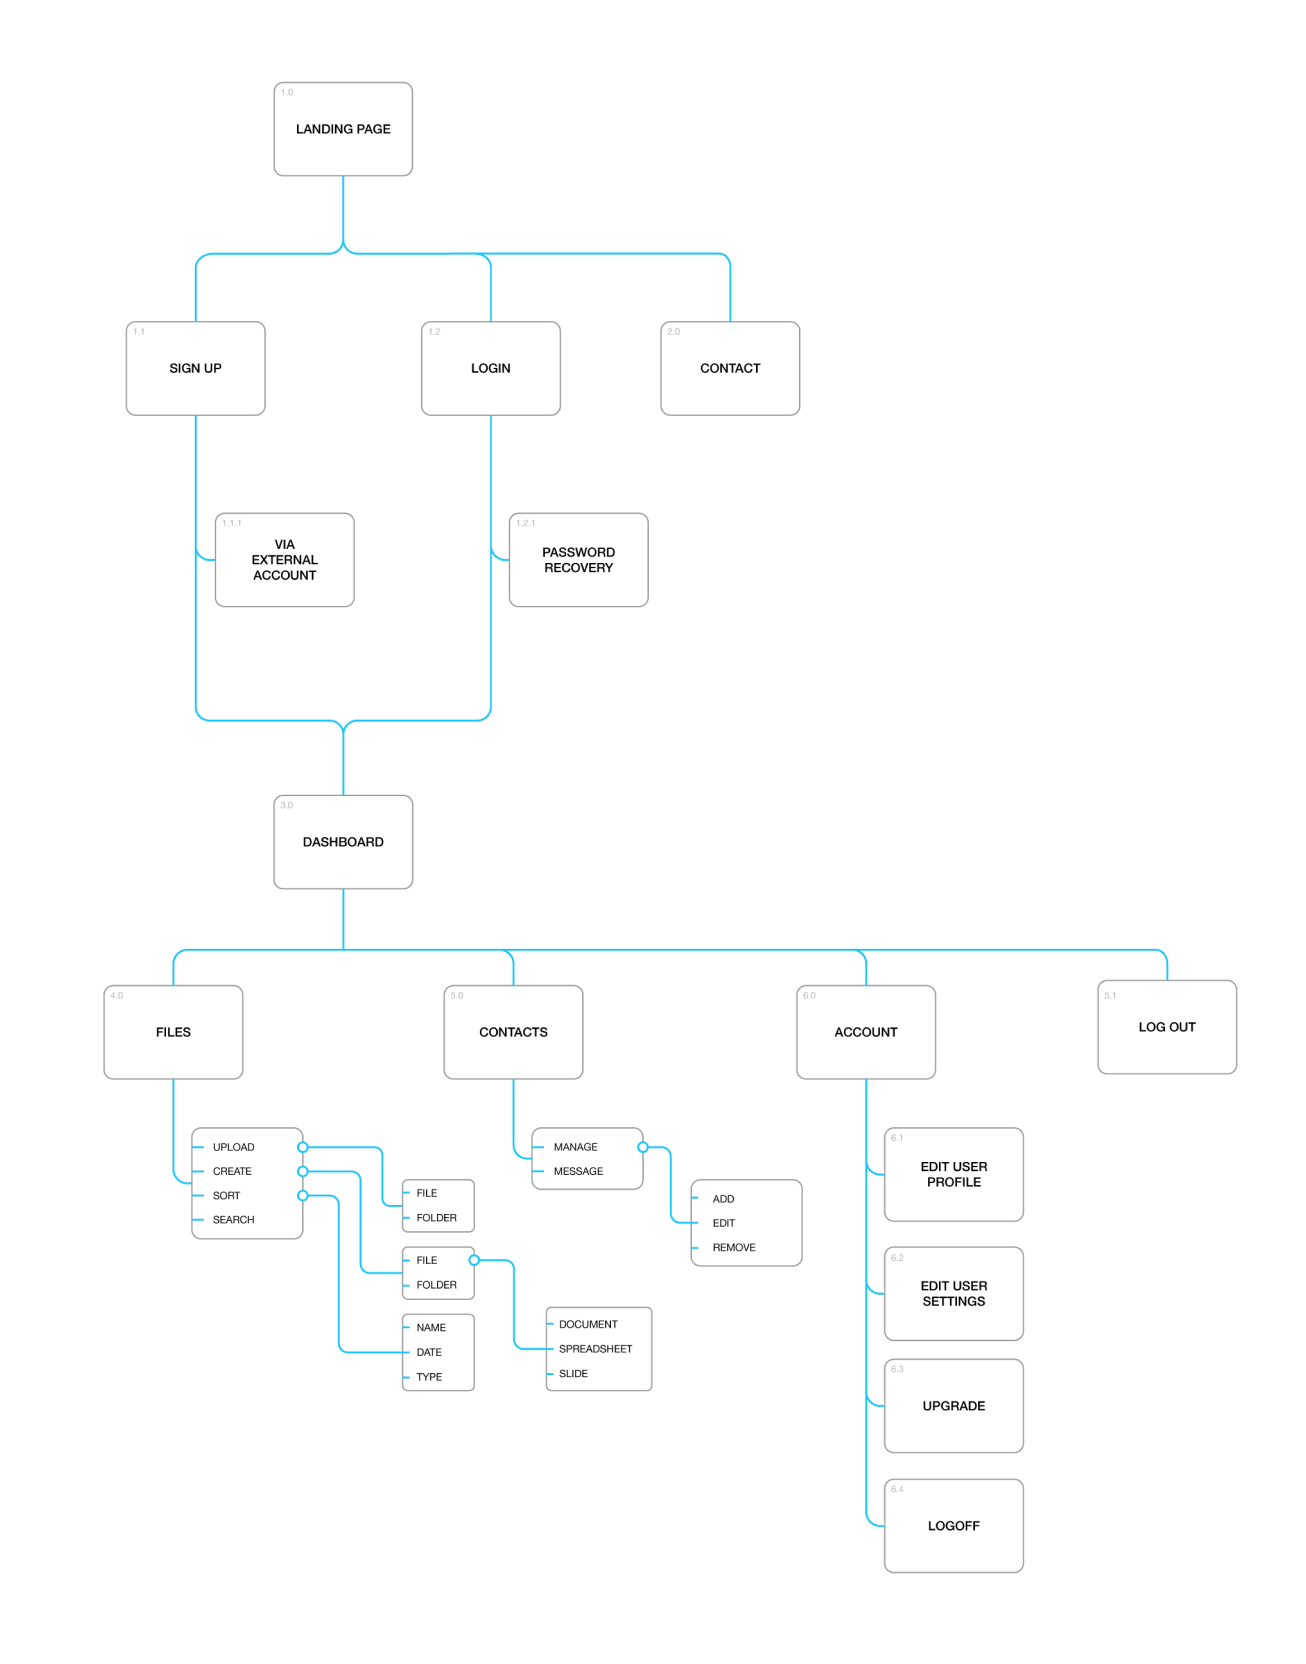 1.0
LANDING PAGE
1.1
SIGN UP
1.2
LOGIN
2.0
CONTACT
1.1.1
VIA
EXTERNAL
ACCOUNT
1.2.1
PASSWORD
RECOVERY
3.0
DASHBOARD
4.0
FILES
5.0
CONTACTS
6.0
ACCOUNT
5.1
LOG OUT
UPLOAD
CREATE
SORT
SEARCH
FILE
FOLDER
FILE
FOLDER
NAME
DATE
TYPE
DOCUMENT
SPREADSHEET
SLIDE
MANAGE
MESSAGE
ADD
EDIT
REMOVE
6.1
EDIT USER
PROFILE
6.2
EDIT USER
SETTINGS
6.3
UPGRADE
6.4
LOGOFF